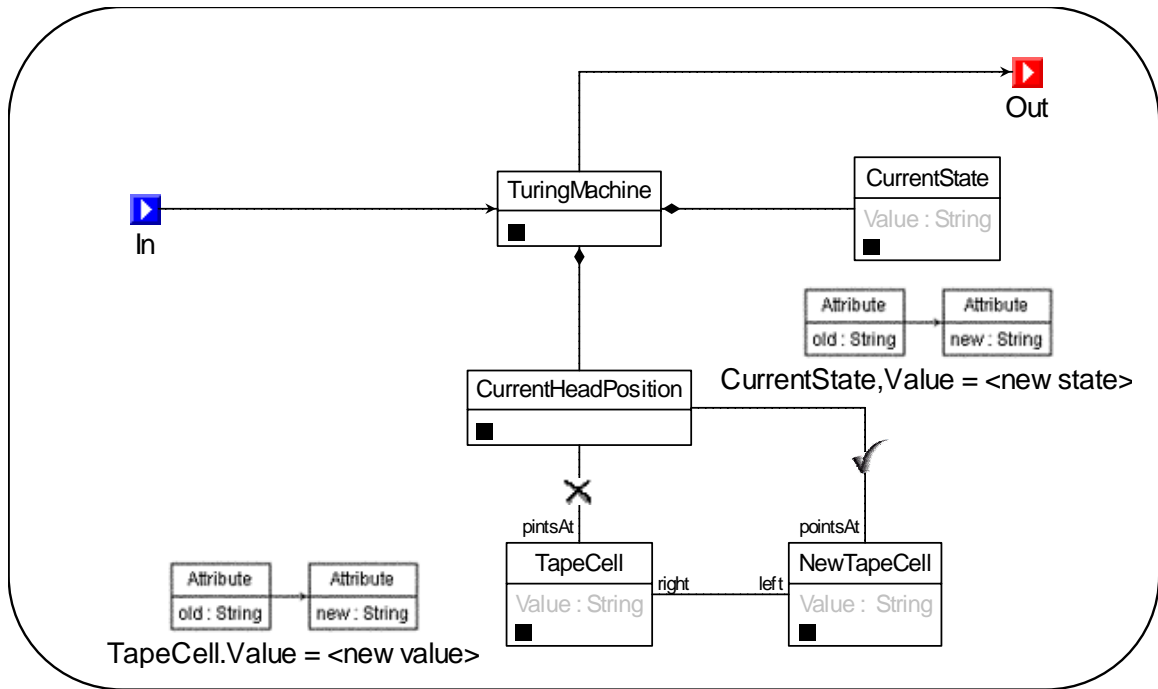 Out
TuringMachine
CurrentState
Value : String
In
Attribute
Attribute
old : String
new : String
CurrentState,Value = <new state>
CurrentHeadPosition
pintsAt
pointsAt
TapeCell
right
left
NewTapeCell
Value : String
Value : String
Attribute
Attribute
old : String
new : String
TapeCell.Value = <new value>